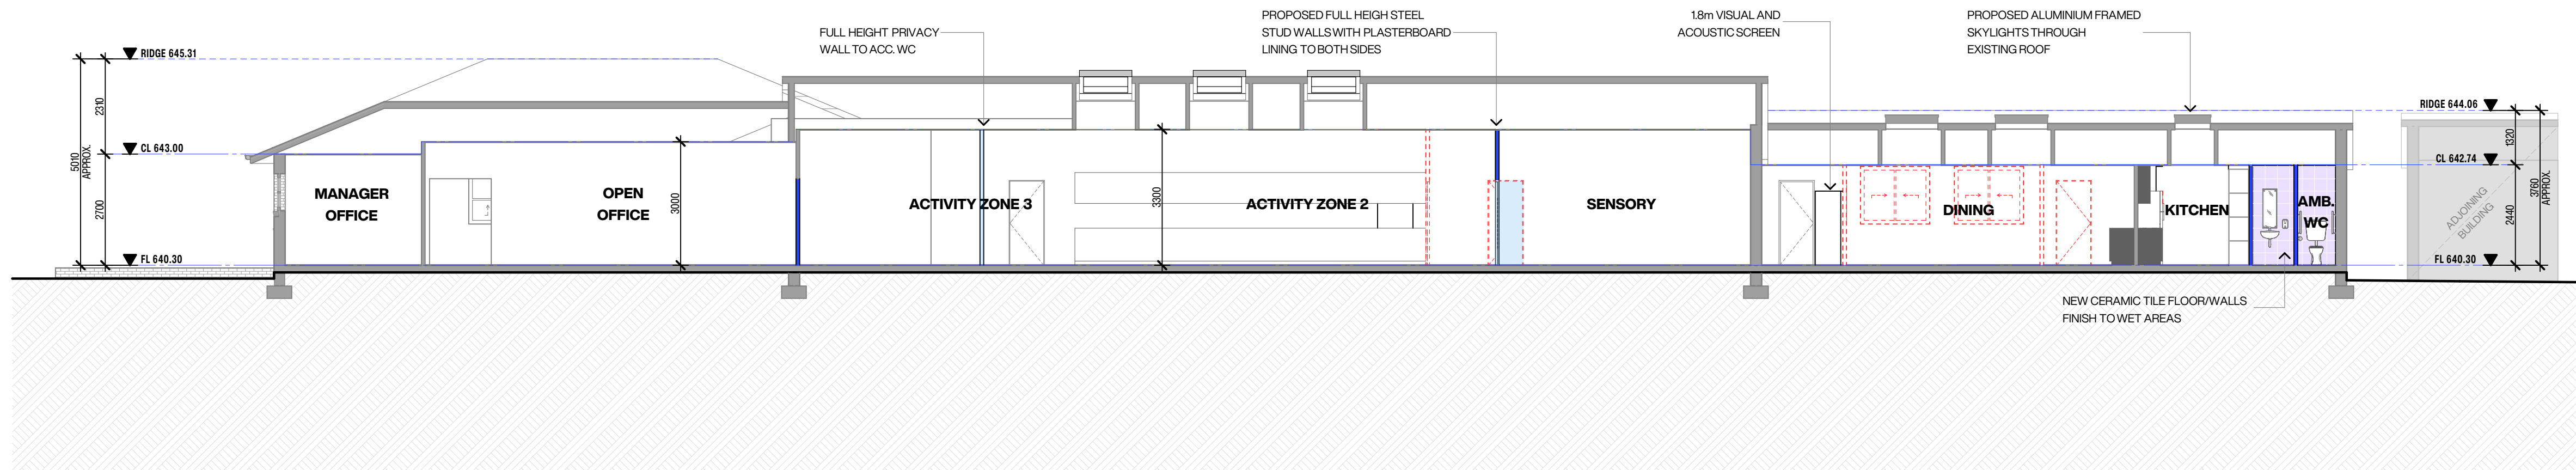 FULL HEIGHT PRIVACY
WALL TO ACC. WC
PROPOSED FULL HEIGH STEEL
STUD WALLS WITH PLASTERBOARD
LINING TO BOTH SIDES
1.8m VISUAL AND
ACOUSTIC SCREEN
PROPOSED ALUMINIUM FRAMED
SKYLIGHTS THROUGH
EXISTING ROOF
RIDGE 645.31
2310
5010
APPROX.
CL 643.00
2700
FL 640.30
MANAGER
OFFICE
OPEN
OFFICE
3000
ACTIVITY ZONE 3
3300
ACTIVITY ZONE 2
SENSORY
DINING
KITCHEN
AMB.
WC
RIDGE 644.06
1320
CL 642.74
3760
APPROX.
2440
FL 640.30
ADJOINING
BUILDING
NEW CERAMIC TILE FLOOR/WALLS
FINISH TO WET AREAS